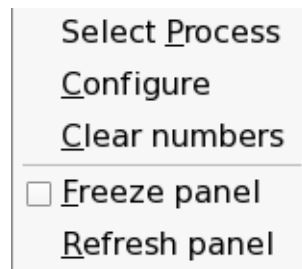 Select Process
Configure
Clear numbers
Freeze panel
Refresh panel